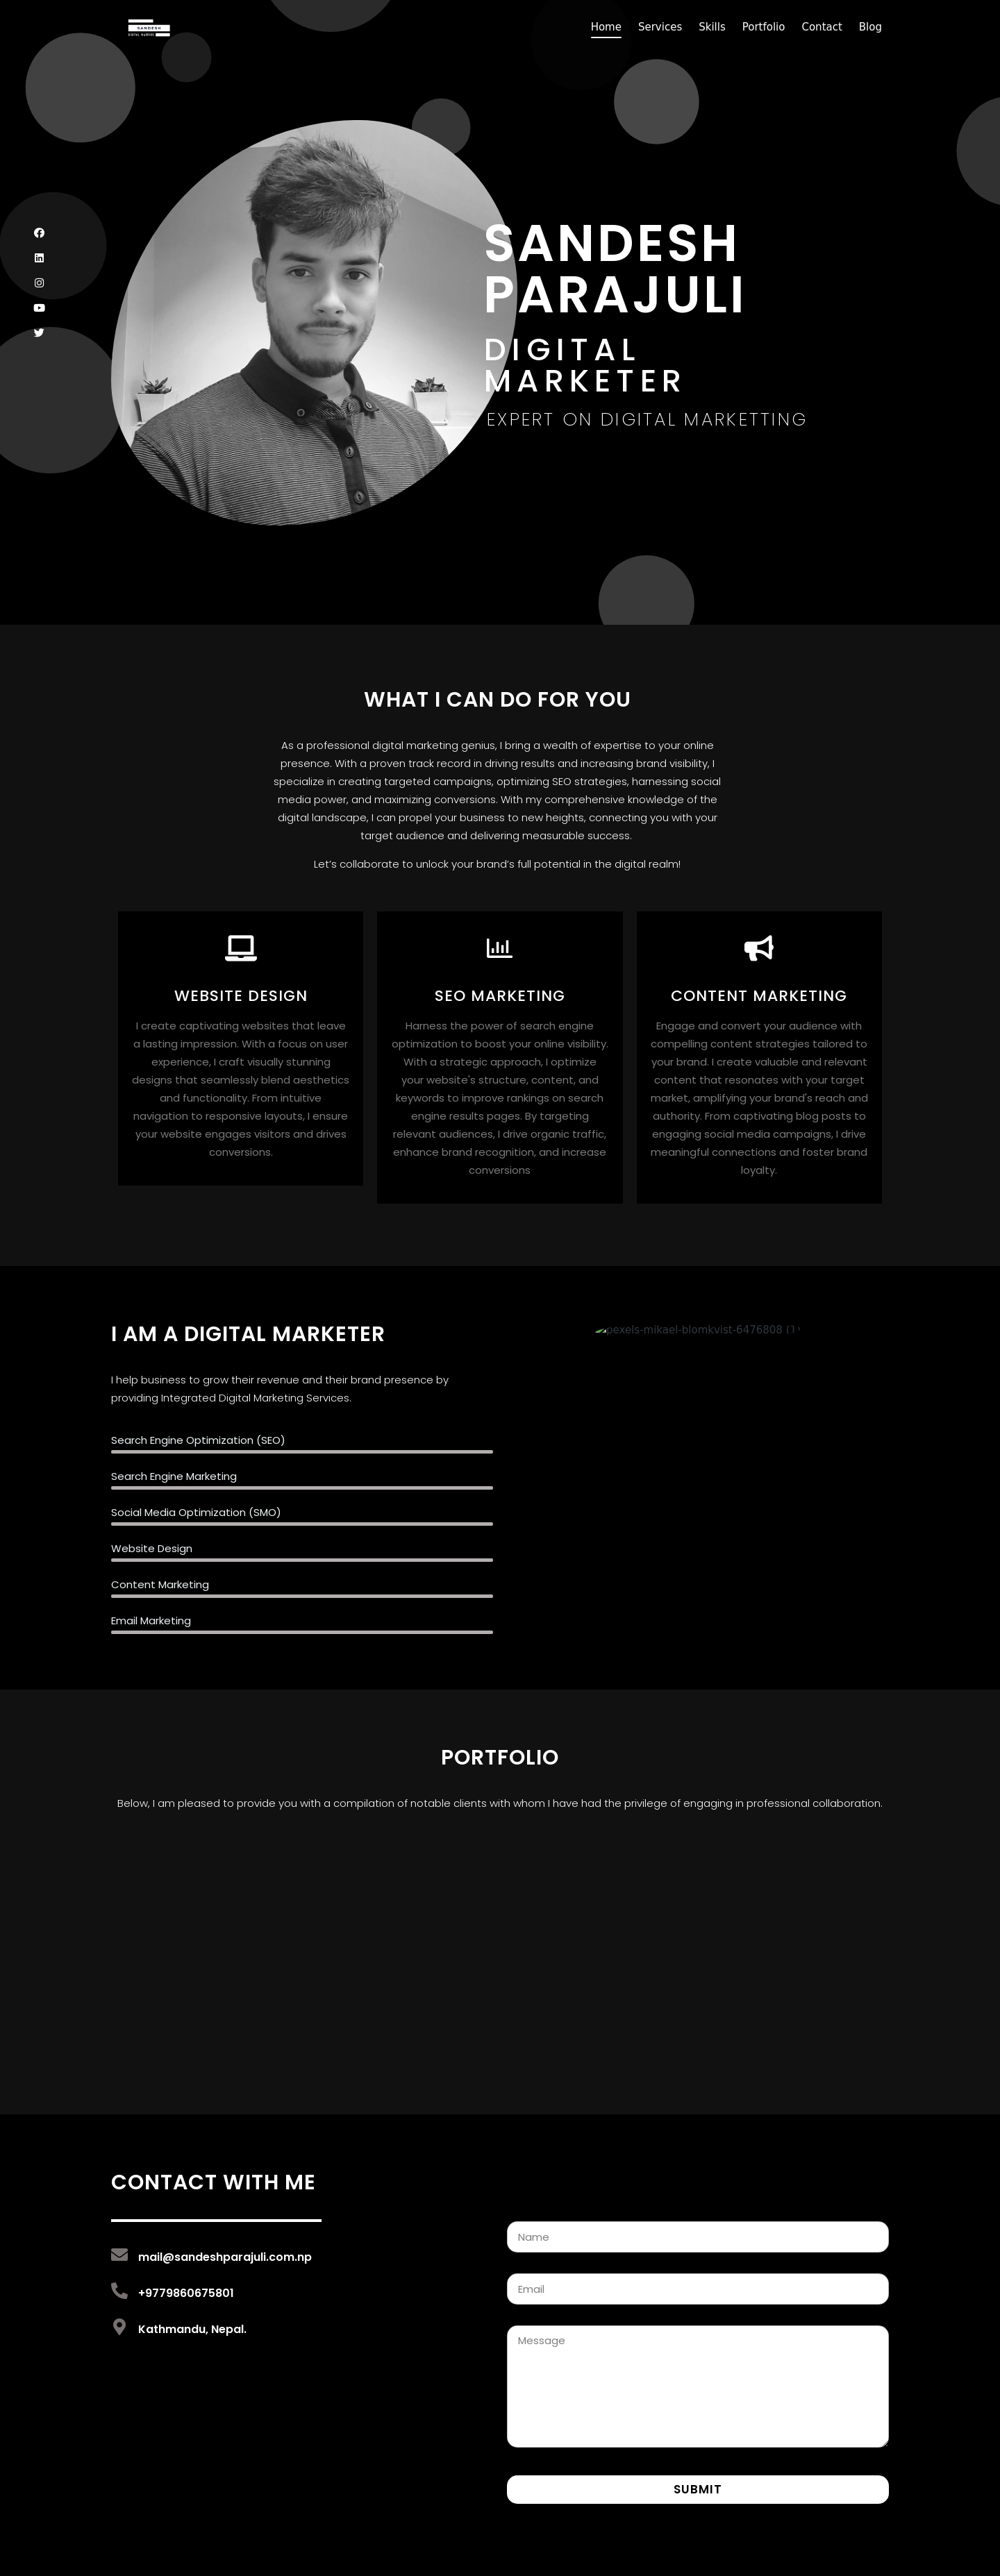 SANDESH
Home Services Skills Portfolio Contact Blog
SANDESH
PARAJULI
DIGITAL
MARKETER
EXPERT ON DIGITAL MARKETTING
WHAT I CAN DO FOR YOU
As a professional digital marketing genius, I bring a wealth of expertise to your online
presence. With a proven track record in driving results and increasing brand visibility, I
specialize in creating targeted campaigns, optimizing SEO strategies, harnessing social
media power, and maximizing conversions. With my comprehensive knowledge of the
digital landscape, I can propel your business to new heights, connecting you with your
target audience and delivering measurable success.
Let’s collaborate to unlock your brand’s full potential in the digital realm!
WEBSITE DESIGN
I create captivating websites that leave
a lasting impression. With a focus on user
experience, I craft visually stunning
designs that seamlessly blend aesthetics
and functionality. From intuitive
navigation to responsive layouts, I ensure
your website engages visitors and drives
conversions.
SEO MARKETING
Harness the power of search engine
optimization to boost your online visibility.
With a strategic approach, I optimize
your website's structure, content, and
keywords to improve rankings on search
engine results pages. By targeting
relevant audiences, I drive organic traffic,
enhance brand recognition, and increase
conversions
CONTENT MARKETING
Engage and convert your audience with
compelling content strategies tailored to
your brand. I create valuable and relevant
content that resonates with your target
market, amplifying your brand's reach and
authority. From captivating blog posts to
engaging social media campaigns, I drive
meaningful connections and foster brand
loyalty.
I AM A DIGITAL MARKETER
I help business to grow their revenue and their brand presence by
providing Integrated Digital Marketing Services.
Search Engine Optimization (SEO)
Search Engine Marketing
Social Media Optimization (SMO)
Website Design
Content Marketing
Email Marketing
pexels-mikael-blomkvist-6476808 (1)
PORTFOLIO
Below, I am pleased to provide you with a compilation of notable clients with whom I have had the privilege of engaging in professional collaboration.
CONTACT WITH ME
mail@sandeshparajuli.com.np
+9779860675801
Kathmandu, Nepal.
Name
Email
Message
SUBMIT